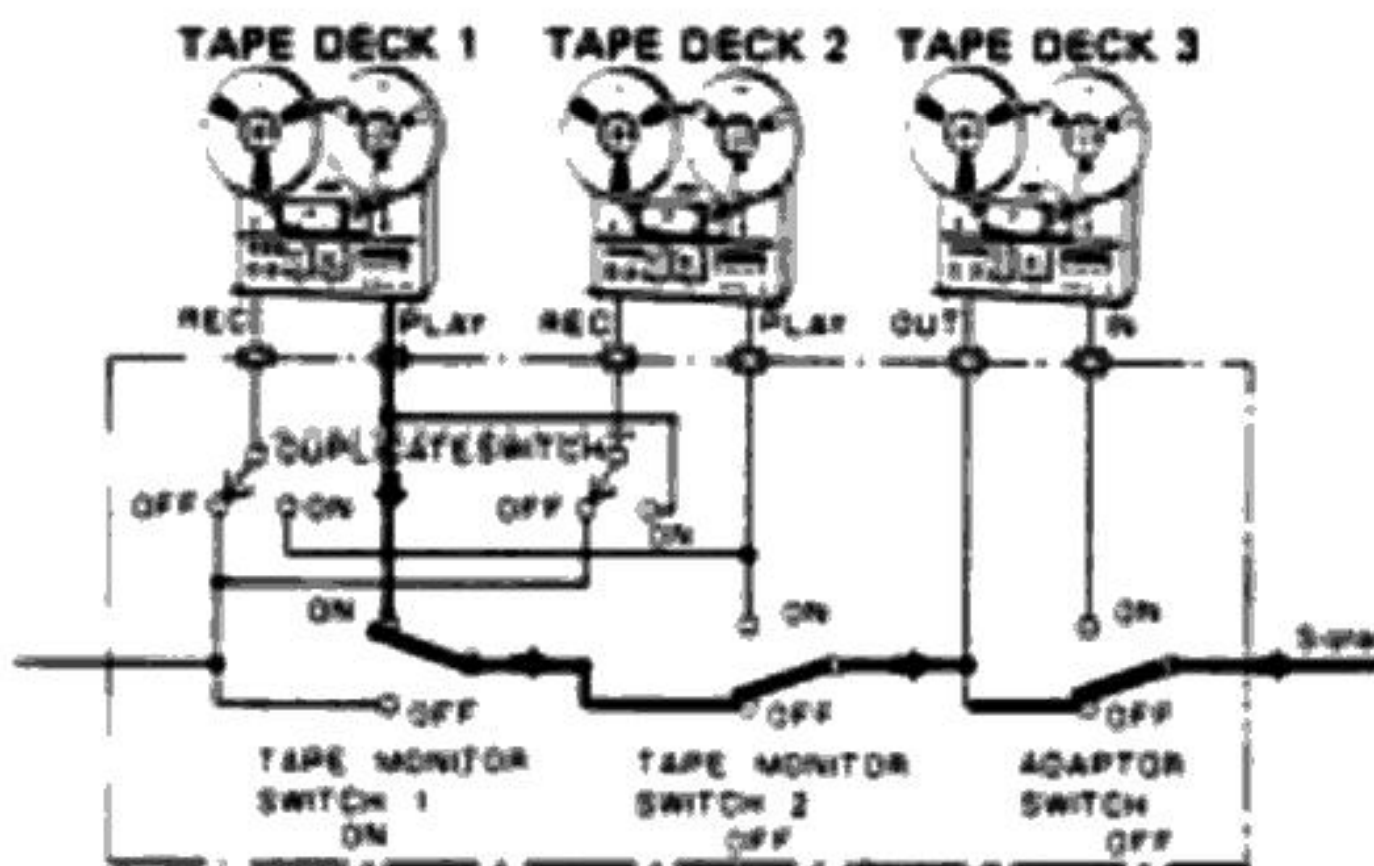 TAPE DECK 1
TAPE DECK 2
TAPE DECK 3
REC
PLAY
REC
PLAY
OUT
IN
DUPLICATE SWITCH
OFF
ON
OFF
ON
ON
ON
ON
OFF
OFF
OFF
TAPE MONITOR
SWITCH 1
ON
TAPE MONITOR
SWITCH 2
OFF
ADAPTOR
SWITCH
OFF